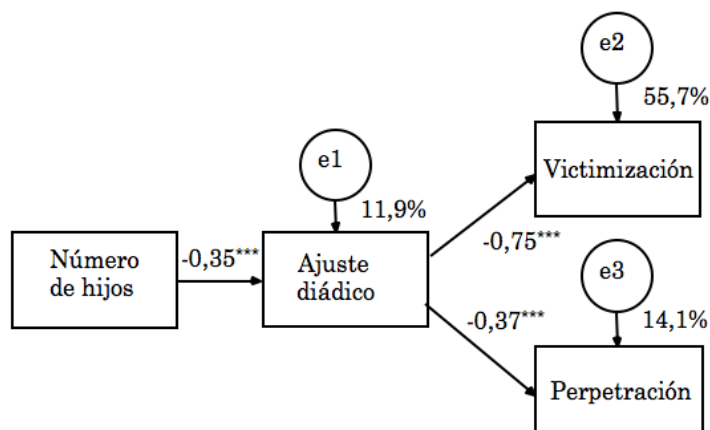 e2
55,7%
Victimización
e1
11,9%
Número
de hijos
-0,35***
Ajuste
diádico
-0,75***
-0,37***
e3
14,1%
Perpetración